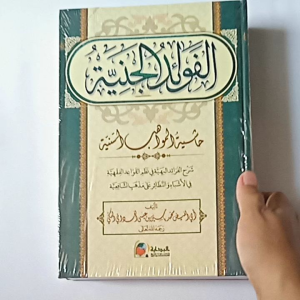 الفوائد الجنية
حاشية المواهب السنية
شرح الفرائد البهية في نظم القواعد الفقهية
في الأشباه والنظائر على مذهب الشافعية
تأليف